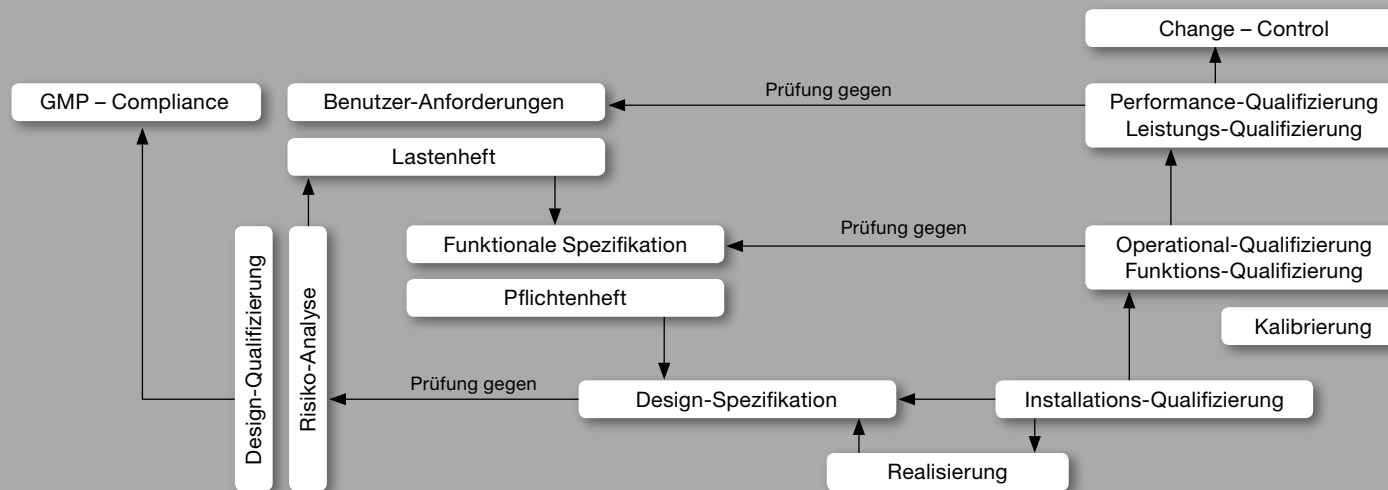 Change – Control
GMP – Compliance
Benutzer-Anforderungen
Prüfung gegen
Performance-Qualifizierung
Leistungs-Qualifizierung
Lastenheft
Funktionale Spezifikation
Prüfung gegen
Operational-Qualifizierung
Funktions-Qualifizierung
Design-Qualifizierung
Risiko-Analyse
Pflichtenheft
Kalibrierung
Prüfung gegen
Design-Spezifikation
Installations-Qualifizierung
Realisierung